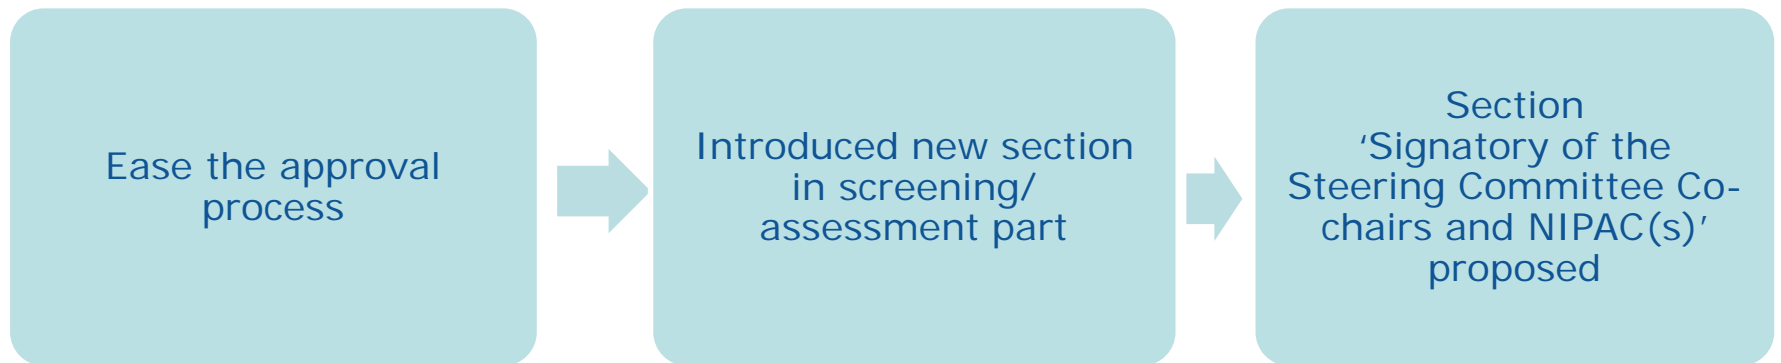 Ease the approval
process
Introduced new section
in screening/
assessment part
Section
‘Signatory of the
Steering Committee Co-
chairs and NIPAC(s)’
proposed